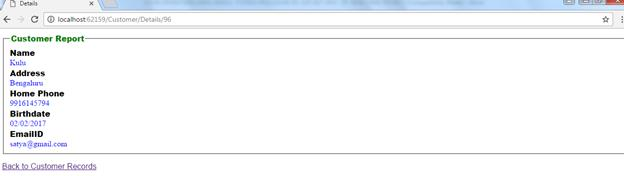 Details
localhost:62159/Customer/Details/96
Customer Report
Name
Kulu
Address
Bengaluru
Home Phone
9916145794
Birthdate
02/02/2017
EmailID
satya@gmail.com
Back to Customer Records